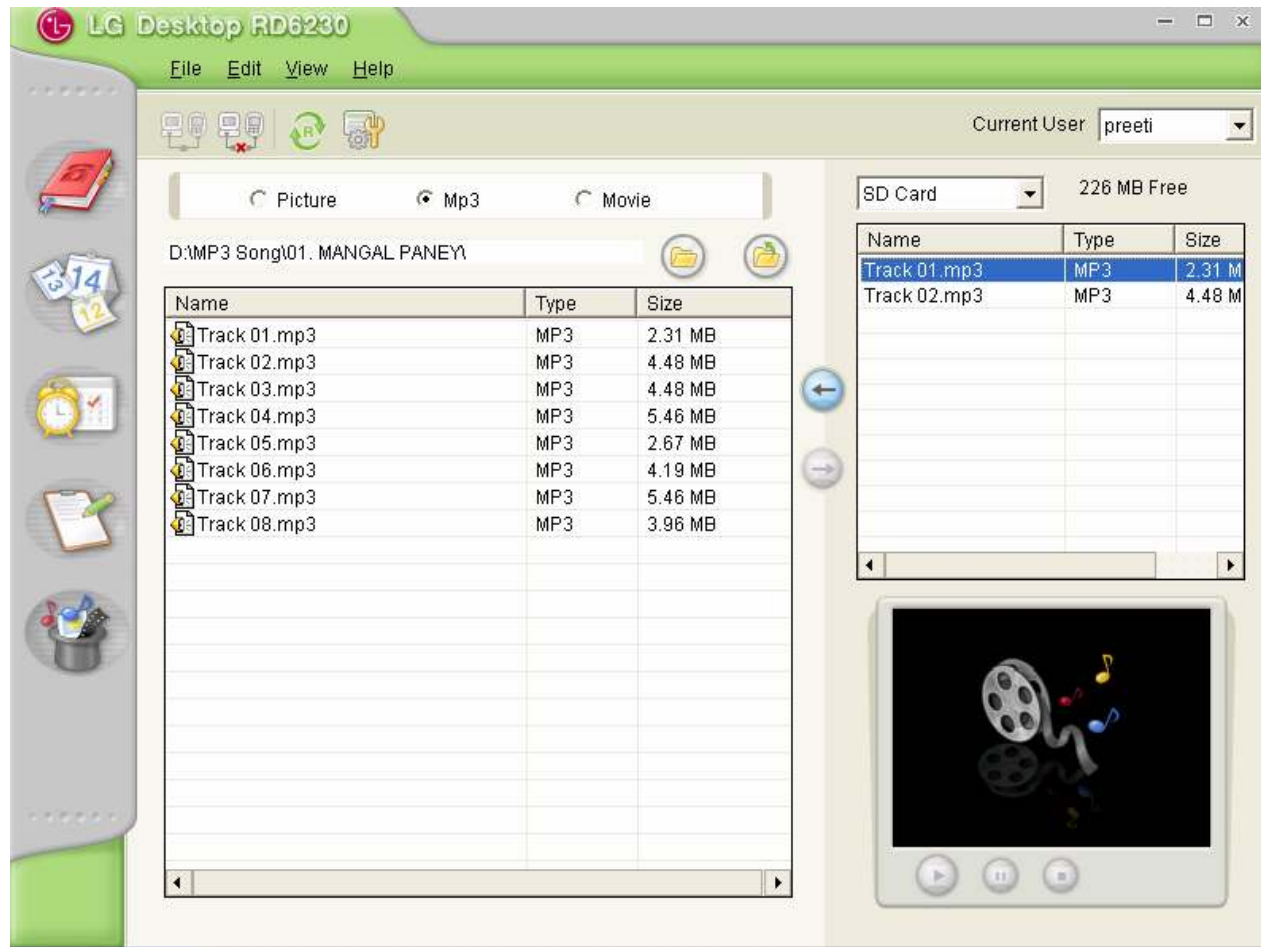 LG Desktop RD6230
File Edit View Help
Current User preeti
Picture Mp3 Movie
SD Card 226 MB Free
D:\MP3 Song\01. MANGAL PANEY\
Name Type Size
Track 01.mp3 MP3 2.31 MB
Track 02.mp3 MP3 4.48 MB
Track 03.mp3 MP3 4.48 MB
Track 04.mp3 MP3 5.46 MB
Track 05.mp3 MP3 2.67 MB
Track 06.mp3 MP3 4.19 MB
Track 07.mp3 MP3 5.46 MB
Track 08.mp3 MP3 3.96 MB
Name Type Size
Track 01.mp3 MP3 2.31 M
Track 02.mp3 MP3 4.48 M
13 14 12
R